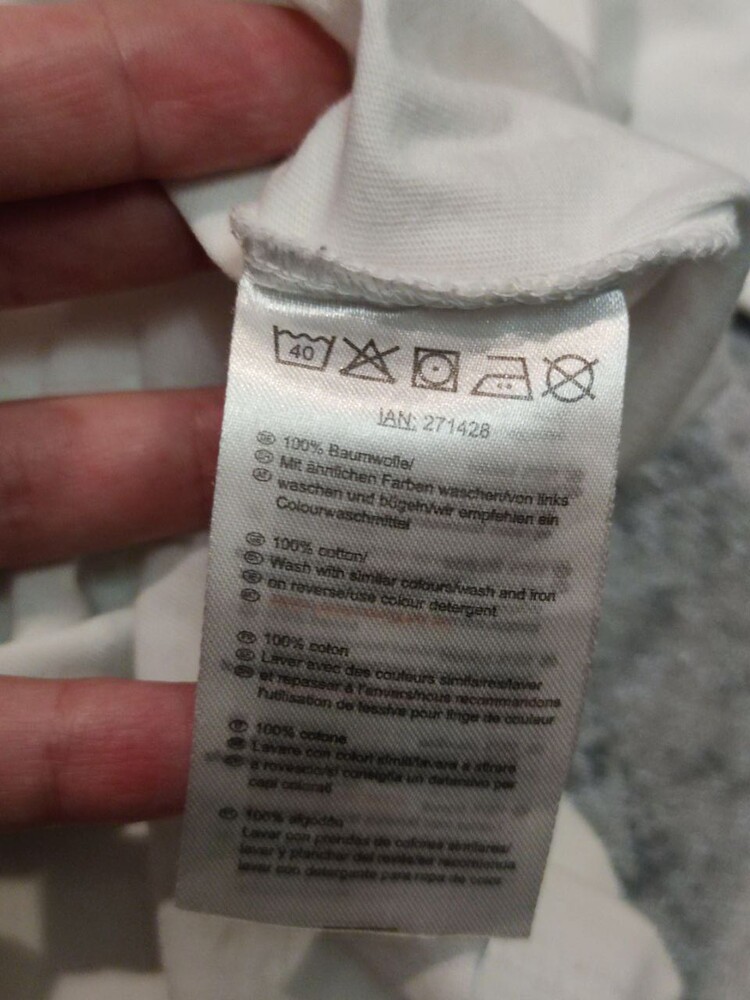 40
IAN: 271428
100% Baumwolle/
Mit ähnlichen Farben waschen/von links
waschen und bügeln/wir empfehlen ein
Colourwaschmittel
100% cotton/
Wash with similar colours/wash and iron
on reverse/use colour detergent
100% coton
Laver avec des couleurs similaires/laver
et repasser à l'envers/nous recommandons
l'utilisation de lessive pour linge de couleur
100% cotone
Lavare con colori simili/lavare e stirare
a rovescio/si consiglia un detersivo per
capi colorati
100% algodón
Lavar con prendas de colores similares/
lavar y planchar del revés/se recomienda
lavar con detergente para ropa de color